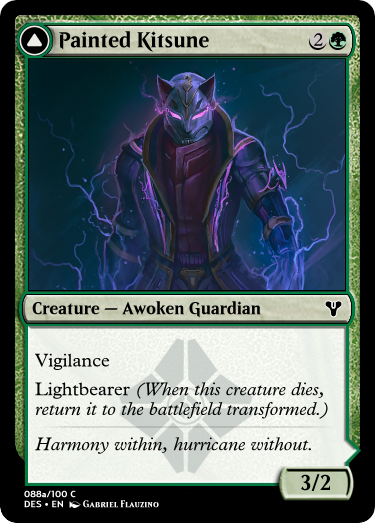 Painted Kitsune 2
Creature — Awoken Guardian
Vigilance
Lightbearer (When this creature dies,
return it to the battlefield transformed.)
Harmony within, hurricane without.
3/2
088a/100 C
DES • EN Gabriel Flauzino